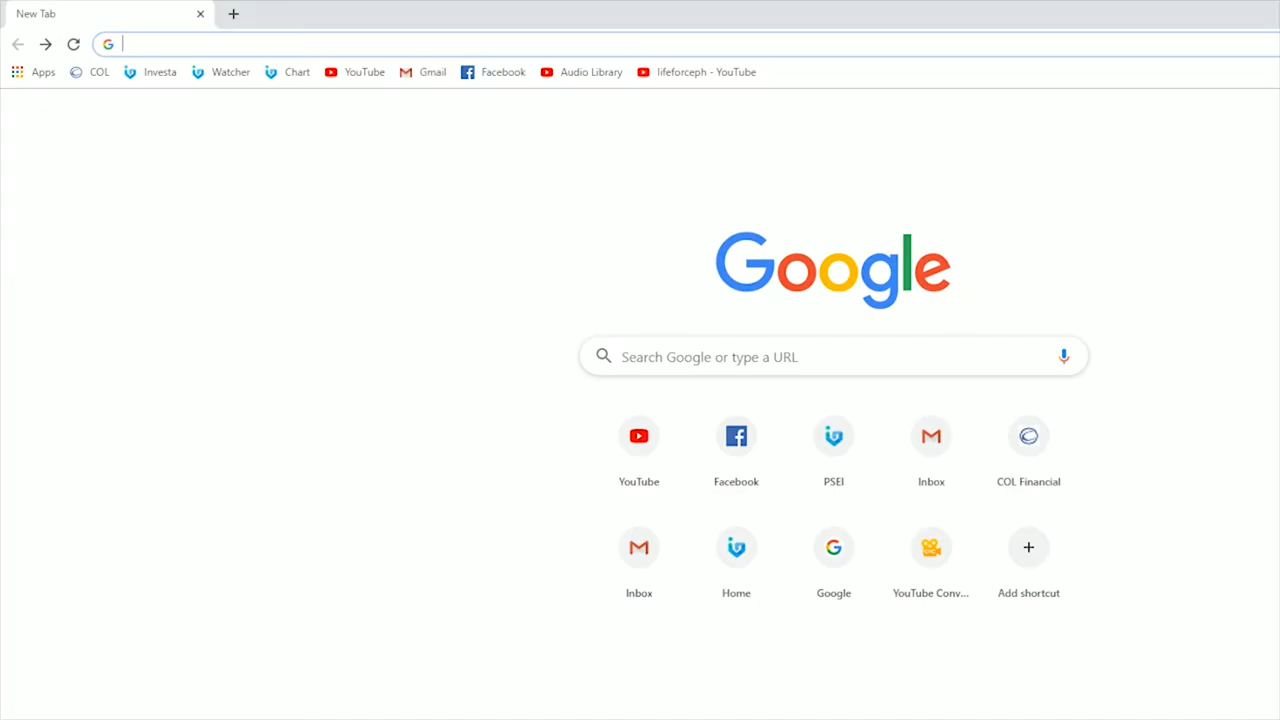 New Tab
Apps COL Investa Watcher Chart YouTube Gmail Facebook Audio Library lifeforceph - YouTube
Google
Search Google or type a URL
YouTube Facebook PSEI Inbox COL Financial
Inbox Home Google YouTube Conv... Add shortcut